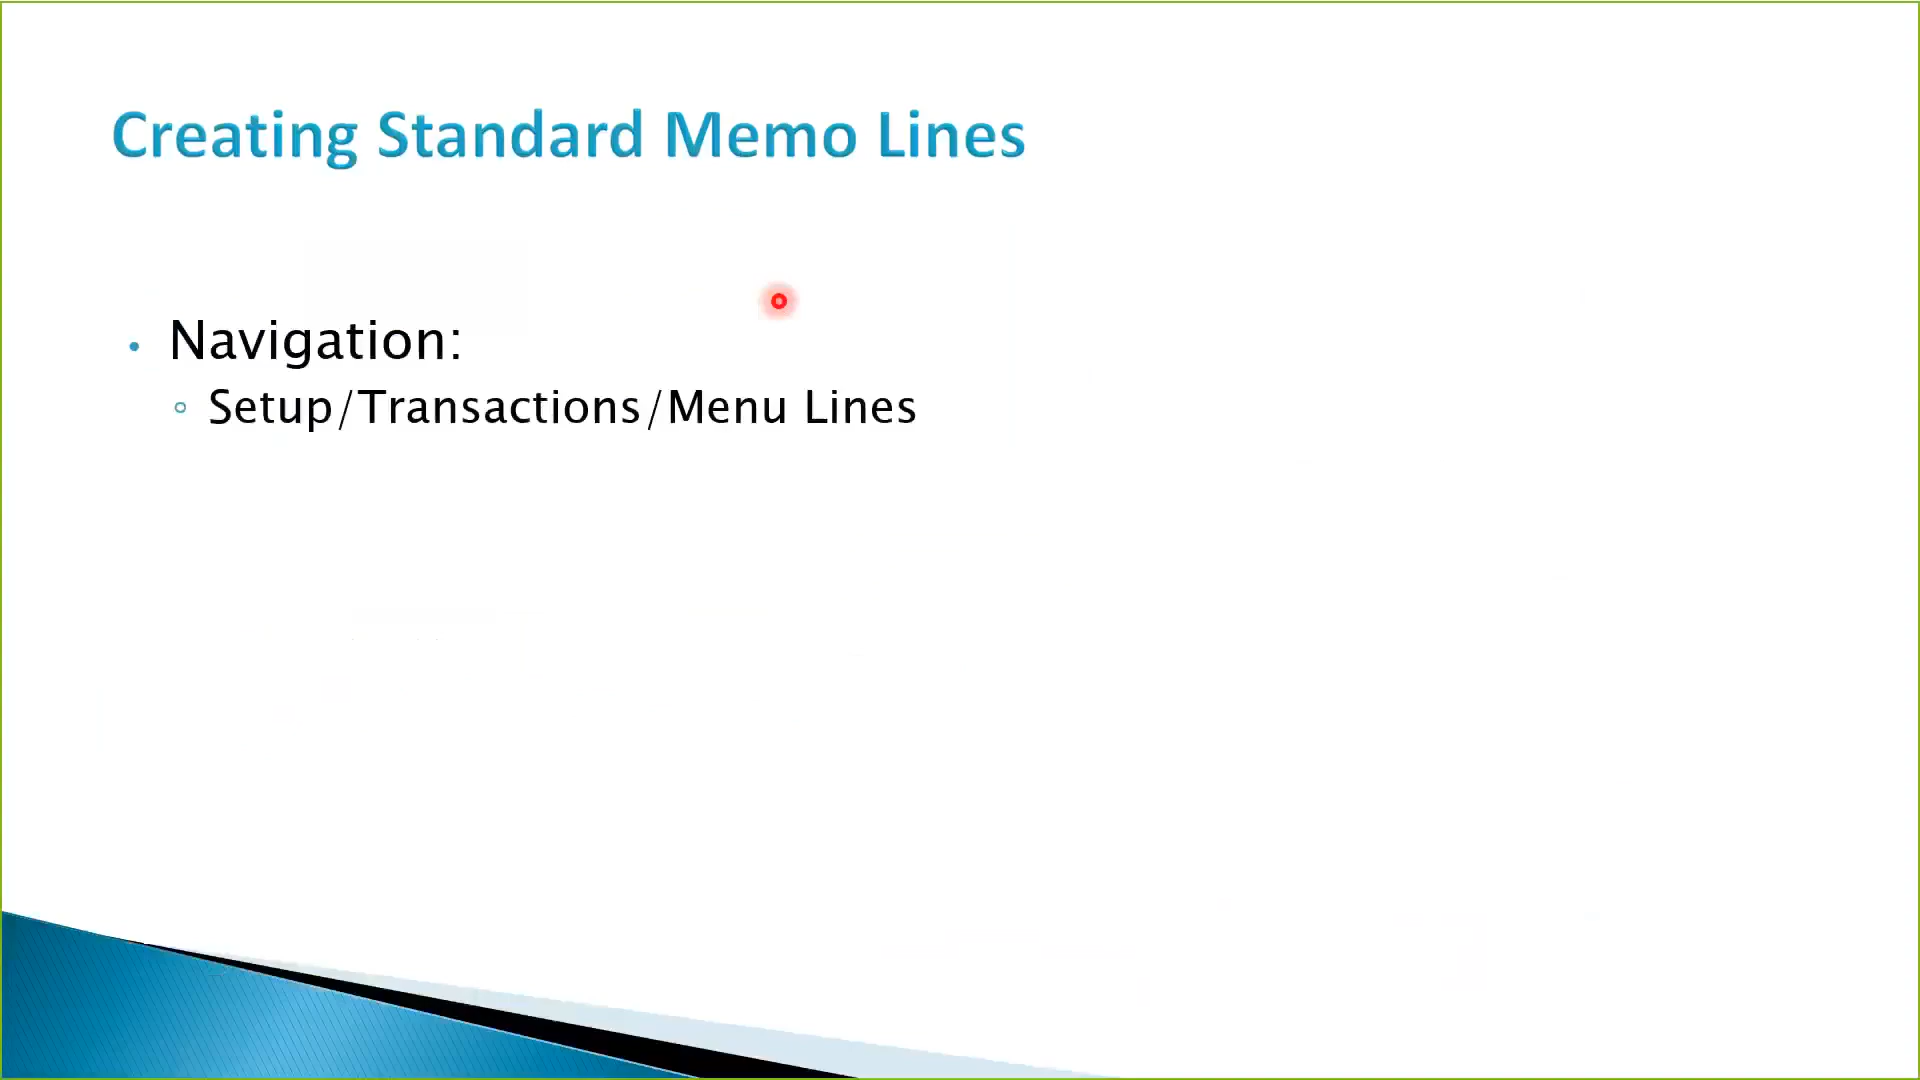 Creating Standard Memo Lines
• Navigation:
◦ Setup/Transactions/Menu Lines